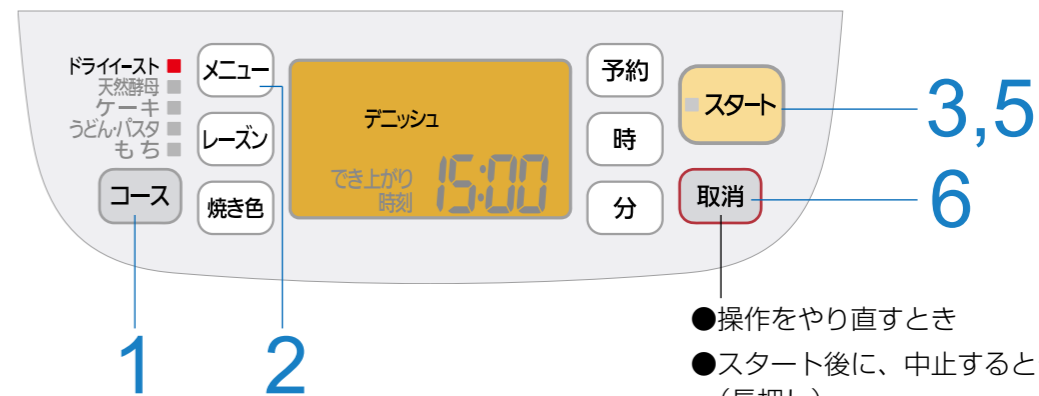 ドライイースト
天然酵母
ケーキ
うどん・パスタ
もち
コース
メニュー
レーズン
焼き色
デニッシュ
でき上がり
時刻
15:00
予約
時
分
スタート
取消
3,5
6
1
2
●操作をやり直すとき
●スタート後に、中止すると
(長押し)